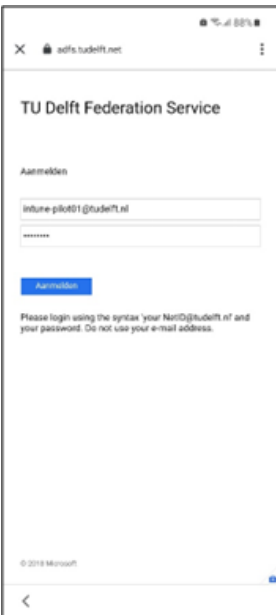 88%
adfs.tudelft.net
TU Delft Federation Service
Aanmelden
intune-pilot01@tudelft.nl
••••••••
Aanmelden
Please login using the syntax 'your NetID@tudelft.nl' and
your password. Do not use your e-mail address.
© 2018 Microsoft